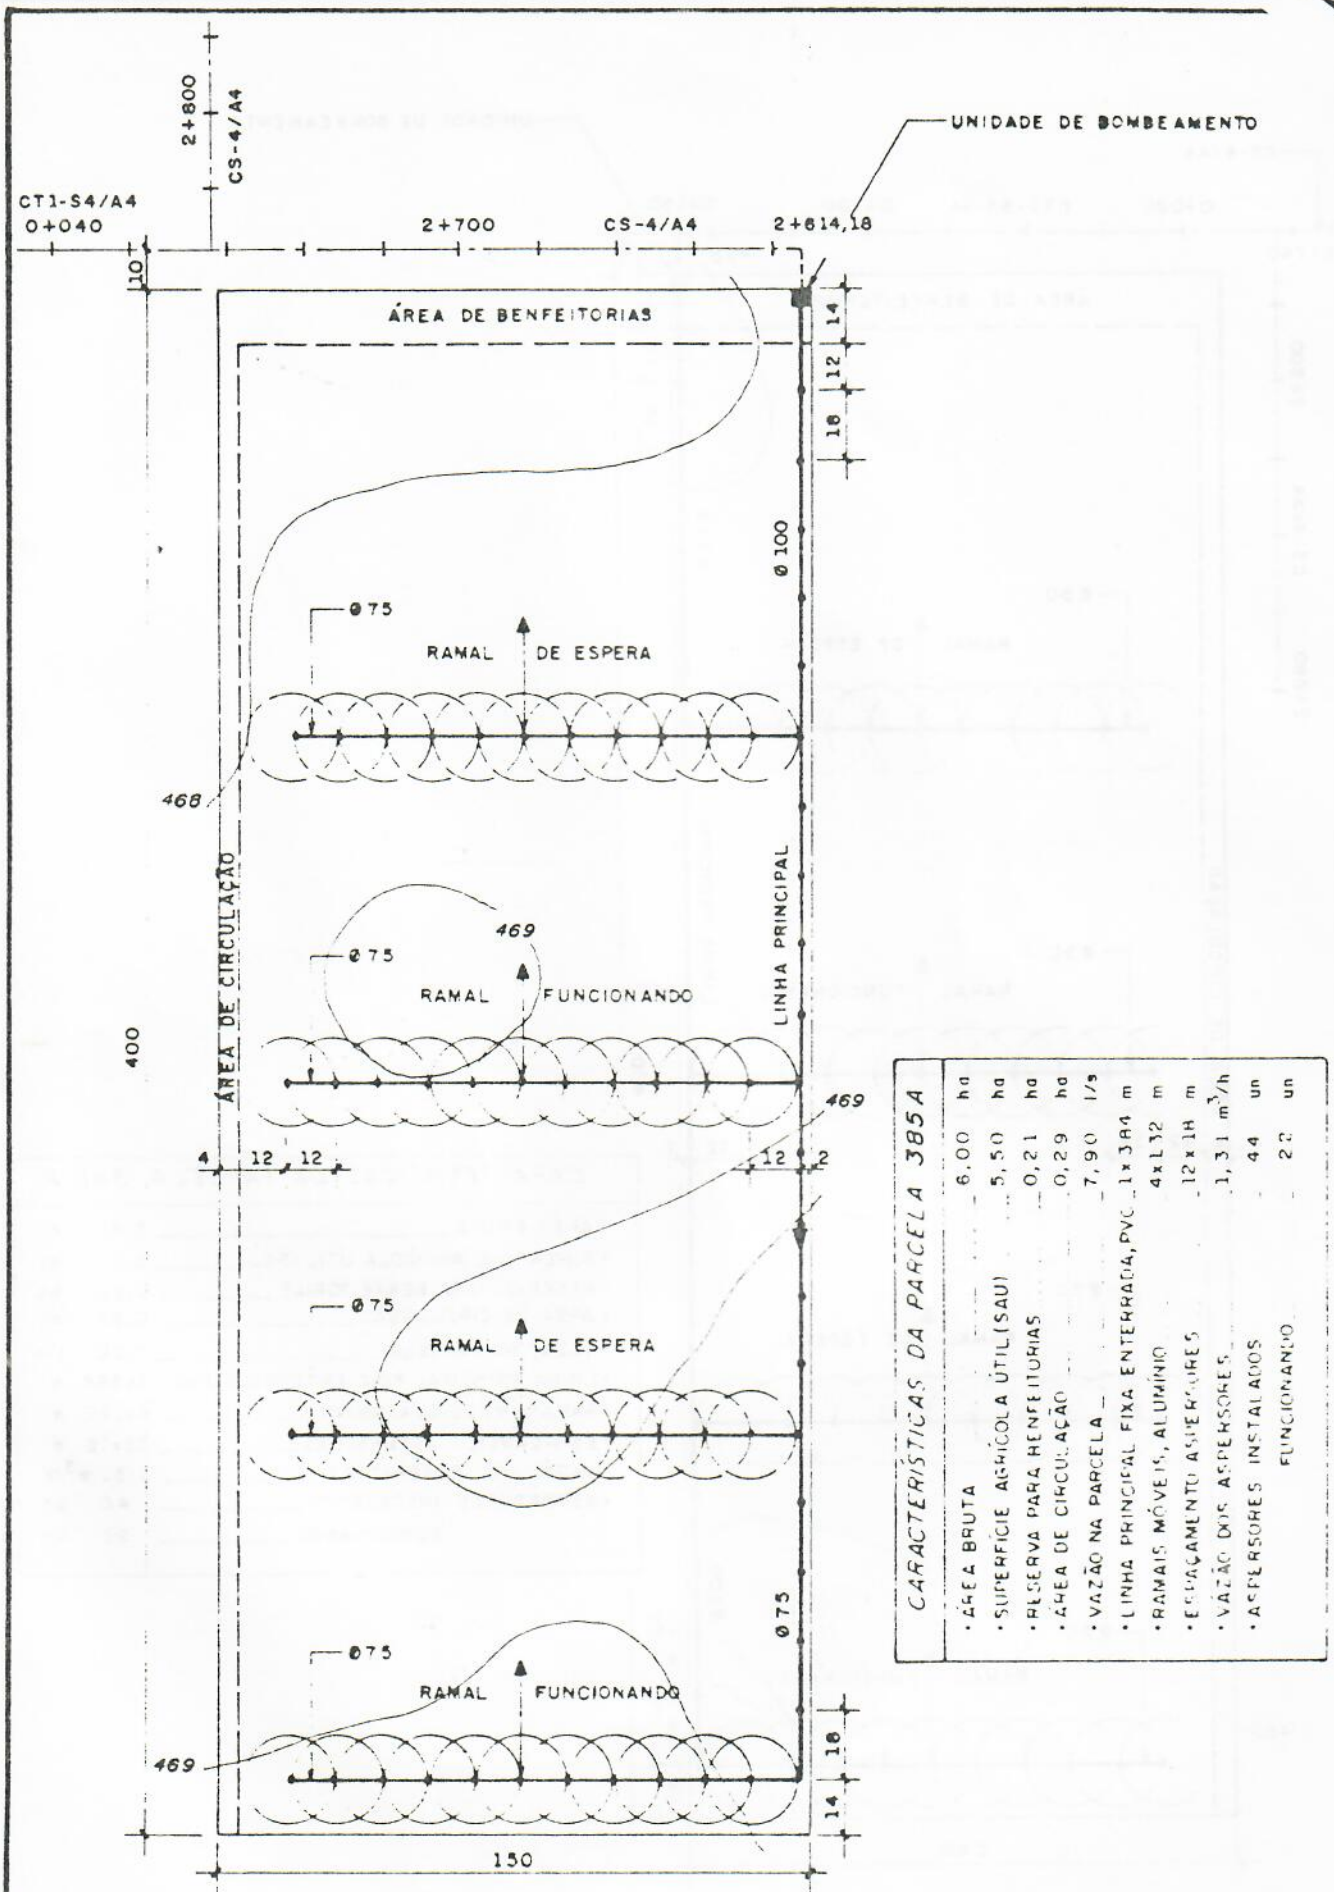 2+800
CS-4/A4
UNIDADE DE BOMBEAMENTO
CT1-S4/A4
0+040
2+700
CS-4/A4
2+614,18
10
ÁREA DE BENFEITORIAS
14
12
18
Ø 100
Ø 75
RAMAL DE ESPERA
468
ÁREA DE CIRCULAÇÃO
LINHA PRINCIPAL
469
Ø 75
RAMAL FUNCIONANDO
400
469
4 12 12 12 2
Ø 75
RAMAL DE ESPERA
Ø 75
Ø 75
RAMAL FUNCIONANDO
469
18
14
150
CARACTERÍSTICAS DA PARCELA 385A
• ÁREA BRUTA 6,00 ha
• SUPERFÍCIE AGRÍCOLA UTIL (SAU) 5,50 ha
• RESERVA PARA BENFEITORIAS 0,21 ha
• ÁREA DE CIRCULAÇÃO 0,29 ha
• VAZÃO NA PARCELA 7,90 l/s
• LINHA PRINCIPAL FIXA ENTERRADA, PVC 1x384 m
• RAMAIS MÓVEIS, ALUMINIO 4x132 m
• ESPAÇAMENTO ASPERSORES 12x18 m
• VAZÃO DOS ASPERSORES 1,31 m³/h
• ASPERSORES INSTALADOS 44 un
FUNCIONANDO 22 un